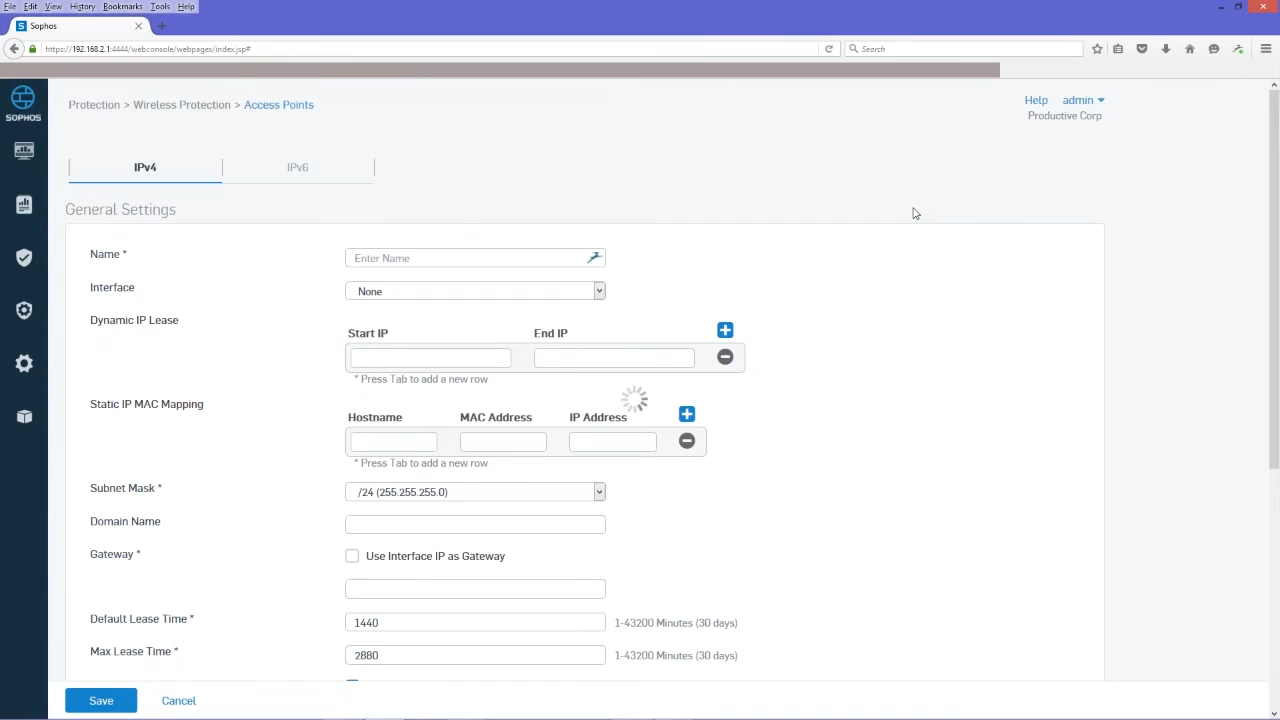 File Edit View History Bookmarks Tools Help
Sophos
https://192.168.2.1:4444/webconsole/webpages/index.jsp#
Search
SOPHOS
Protection > Wireless Protection > Access Points
Help admin
Productive Corp
IPv4 IPv6
General Settings
Name *
Enter Name
Interface
None
Dynamic IP Lease
Start IP End IP
* Press Tab to add a new row
Static IP MAC Mapping
Hostname MAC Address IP Address
* Press Tab to add a new row
Subnet Mask *
/24 (255.255.255.0)
Domain Name
Gateway *
Use Interface IP as Gateway
Default Lease Time *
1440
1-43200 Minutes (30 days)
Max Lease Time *
2880
1-43200 Minutes (30 days)
Save Cancel